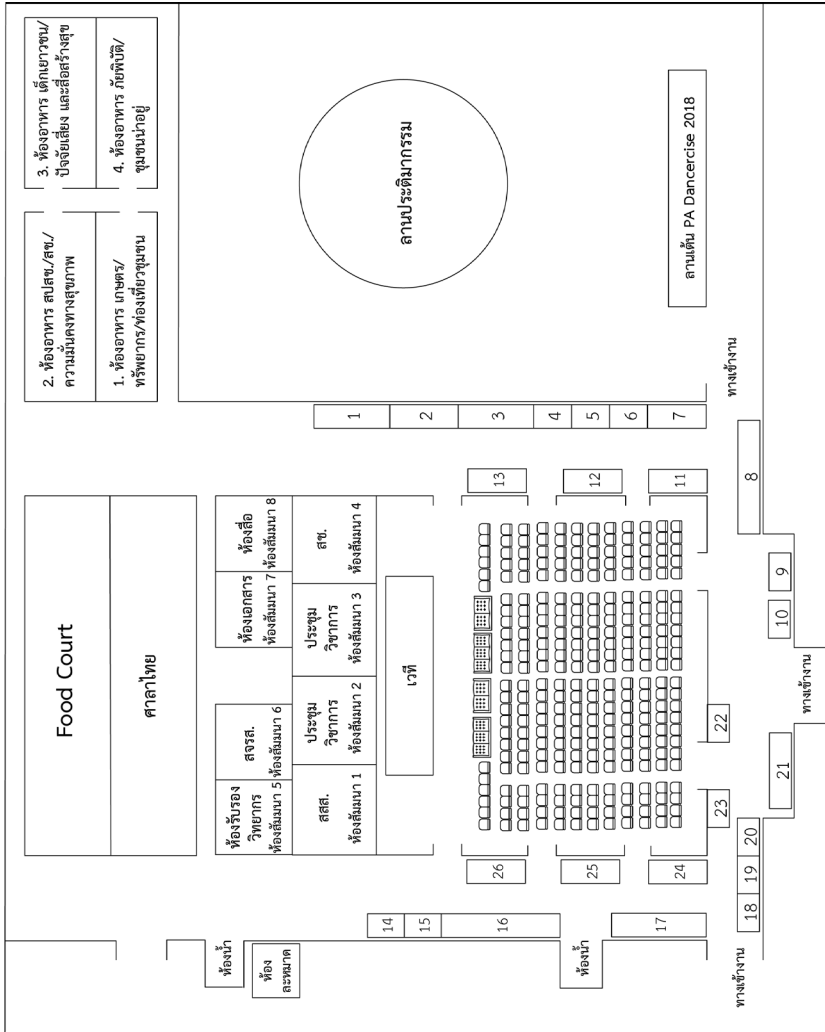 2. ห้องอาหาร สปสช./สช./
ความมั่นคงทางสุขภาพ
3. ห้องอาหาร เด็กเยาวชน/
ปัจจัยเสี่ยง และสื่อสร้างสุข
1. ห้องอาหาร เกษตร/
ทรัพยากร/ท่องเที่ยวชุมชน
4. ห้องอาหาร ภัยพิบัติ/
ชุมชนน่าอยู่
Food Court
ศาลาไทย
ลานประติมากรรม
ลานเต้น PA Dancercise 2018
ห้องรับรอง
วิทยากร
ห้องสัมมนา 5
สจรส.
ห้องสัมมนา 6
ห้องเอกสาร
ห้องสัมมนา 7
ห้องสื่อ
ห้องสัมมนา 8
สสส.
ห้องสัมมนา 1
ประชุม
วิชาการ
ห้องสัมมนา 2
ประชุม
วิชาการ
ห้องสัมมนา 3
สช.
ห้องสัมมนา 4
เวที
ห้องน้ำ
ห้อง
ละหมาด
ห้องน้ำ
1
2
3
4
5
6
7
8
9
10
11
12
13
14
15
16
17
18
19
20
21
22
23
24
25
26
ทางเข้างาน
ทางเข้างาน
ทางเข้างาน